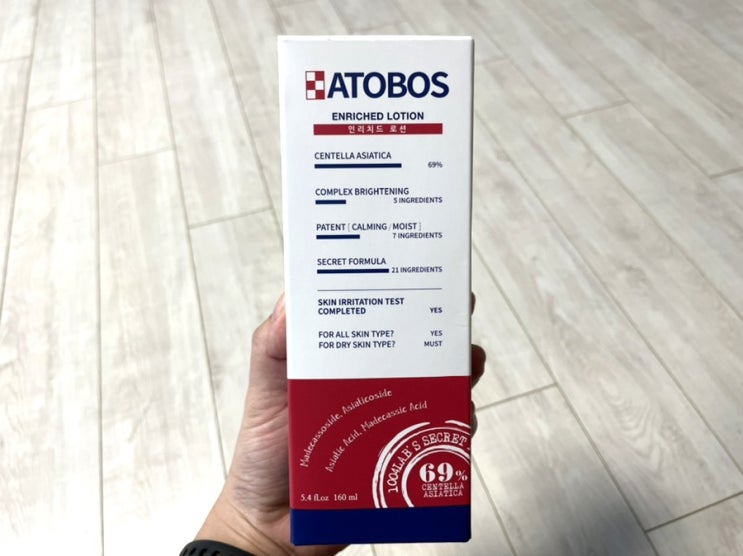 ATOBOS
ENRICHED LOTION
인리치드 로션
CENTELLA ASIATICA
69%
COMPLEX BRIGHTENING
5 INGREDIENTS
PATENT [ CALMING / MOIST ]
7 INGREDIENTS
SECRET FORMULA
21 INGREDIENTS
SKIN IRRITATION TEST
COMPLETED YES
FOR ALL SKIN TYPE? YES
FOR DRY SKIN TYPE? MUST
Madecassoside, Asiaticoside
Asiatic Acid, Madecassic Acid
1004LAB'S SECRET
69%
CENTELLA
ASIATICA
5.4 fl.oz 160 ml